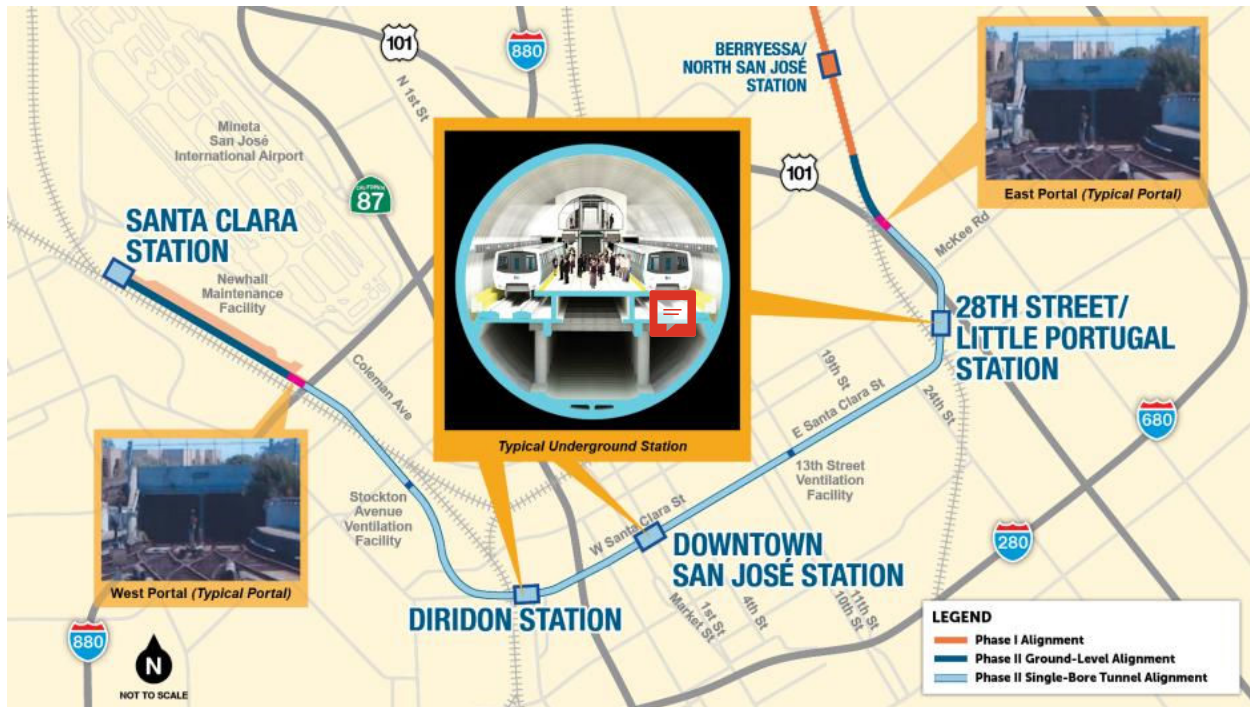 101
N 1st St
880
BERRYESSA/
NORTH SAN JOSÉ
STATION
Mineta
San José
International Airport
CALIFORNIA
87
101
East Portal (Typical Portal)
SANTA CLARA
STATION
Newhall
Maintenance
Facility
McKee Rd
28TH STREET/
LITTLE PORTUGAL
STATION
Coleman Ave
19th St
24th St
E Santa Clara St
680
Typical Underground Station
13th Street
Ventilation
Facility
Stockton
Avenue
Ventilation
Facility
W Santa Clara St
280
DOWNTOWN
SAN JOSÉ STATION
West Portal (Typical Portal)
DIRIDON STATION
Market St
1st St
4th St
10th St
11th St
880
N
NOT TO SCALE
LEGEND
Phase I Alignment
Phase II Ground-Level Alignment
Phase II Single-Bore Tunnel Alignment